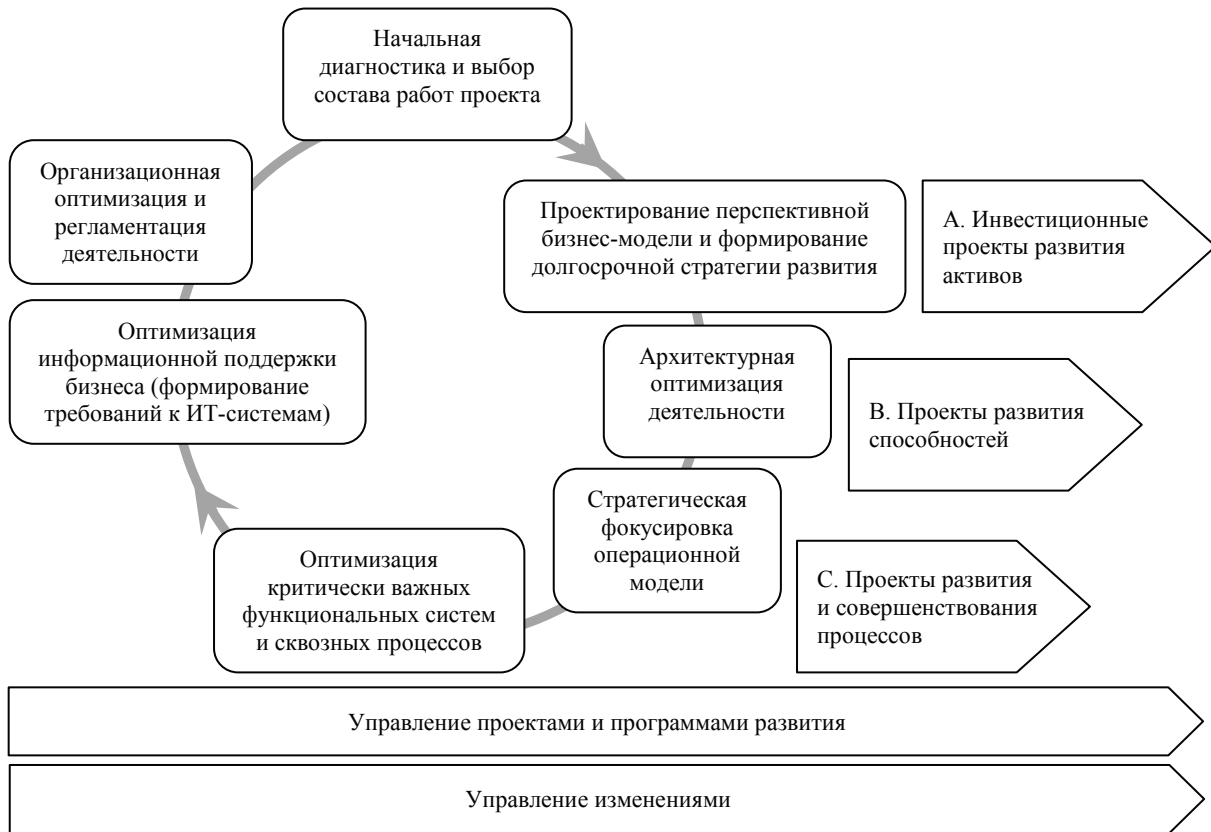 Начальная
диагностика и выбор
состава работ проекта
Организационная
оптимизация и
регламентация
деятельности
Проектирование перспективной
бизнес-модели и формирование
долгосрочной стратегии развития
А. Инвестиционные
проекты развития
активов
Оптимизация
информационной поддержки
бизнеса (формирование
требований к ИТ-системам)
Архитектурная
оптимизация
деятельности
В. Проекты развития
способностей
Стратегическая
фокусировка
операционной
модели
Оптимизация
критически важных
функциональных систем
и сквозных процессов
С. Проекты развития
и совершенствования
процессов
Управление проектами и программами развития
Управление изменениями